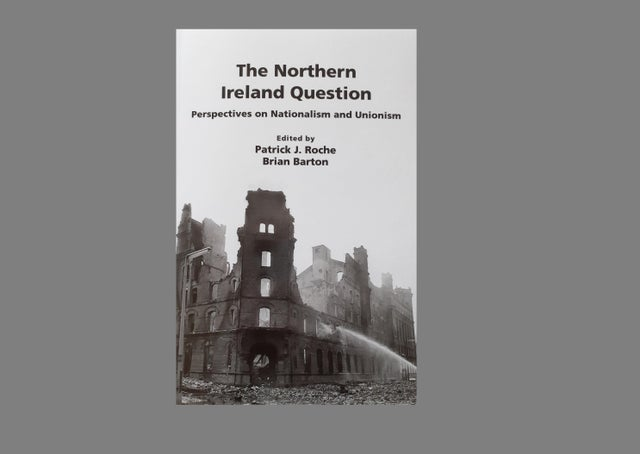 The Northern
Ireland Question
Perspectives on Nationalism and Unionism
Edited by
Patrick J. Roche
Brian Barton